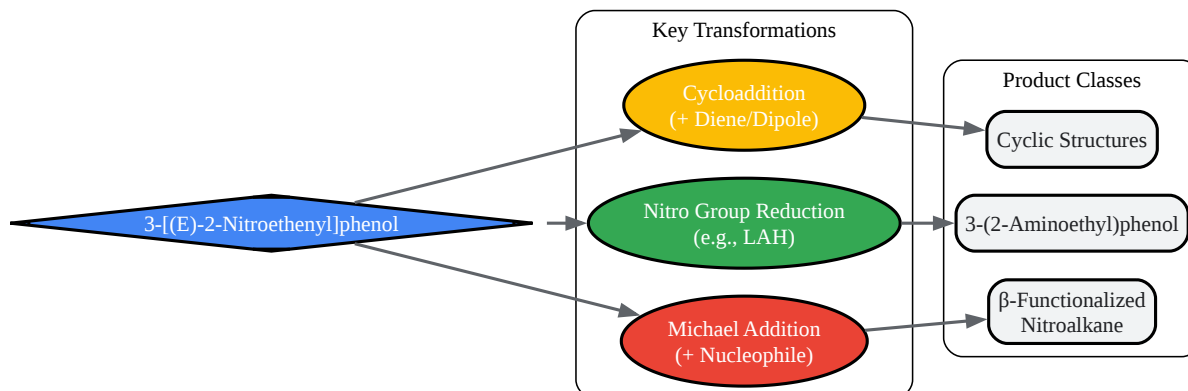 Key Transformations
Product Classes
Cycloaddition
(+ Diene/Dipole)
Cyclic Structures
3-[(E)-2-Nitroethenyl]phenol
Nitro Group Reduction
(e.g., LAH)
3-(2-Aminoethyl)phenol
Michael Addition
(+ Nucleophile)
β-Functionalized
Nitroalkane